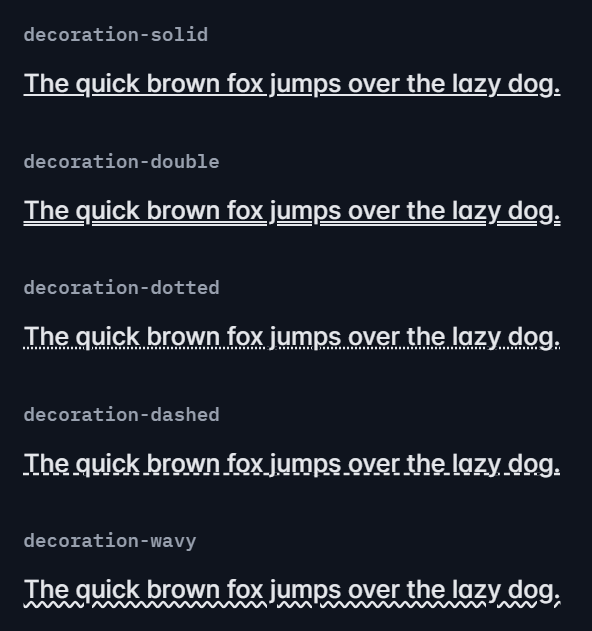 decoration-solid
The quick brown fox jumps over the lazy dog.
decoration-double
The quick brown fox jumps over the lazy dog.
decoration-dotted
The quick brown fox jumps over the lazy dog.
decoration-dashed
The quick brown fox jumps over the lazy dog.
decoration-wavy
The quick brown fox jumps over the lazy dog.